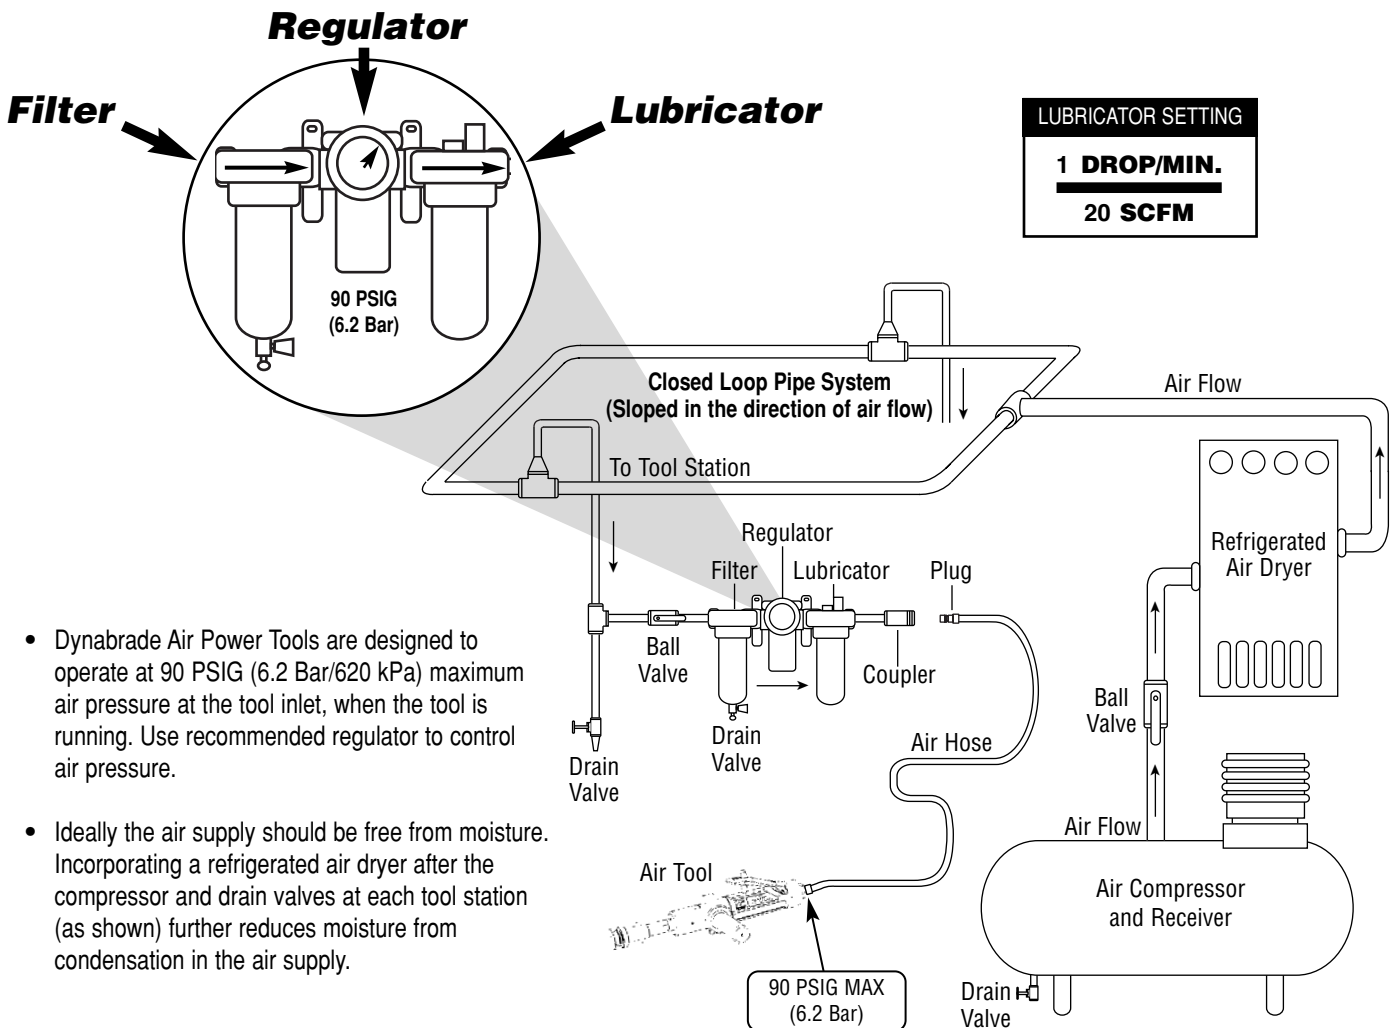 Regulator
Filter
Lubricator
90 PSIG
(6.2 Bar)
LUBRICATOR SETTING
1 DROP/MIN.
20 SCFM
Closed Loop Pipe System
(Sloped in the direction of air flow)
Air Flow
To Tool Station
Refrigerated
Air Dryer
Regulator
Filter
Lubricator
Plug
Ball
Valve
Coupler
Drain
Valve
Drain
Valve
Air Hose
Ball
Valve
Air Flow
Air Tool
Air Compressor
and Receiver
90 PSIG MAX
(6.2 Bar)
Drain
Valve
• Dynabrade Air Power Tools are designed to
operate at 90 PSIG (6.2 Bar/620 kPa) maximum
air pressure at the tool inlet, when the tool is
running. Use recommended regulator to control
air pressure.
• Ideally the air supply should be free from moisture.
Incorporating a refrigerated air dryer after the
compressor and drain valves at each tool station
(as shown) further reduces moisture from
condensation in the air supply.